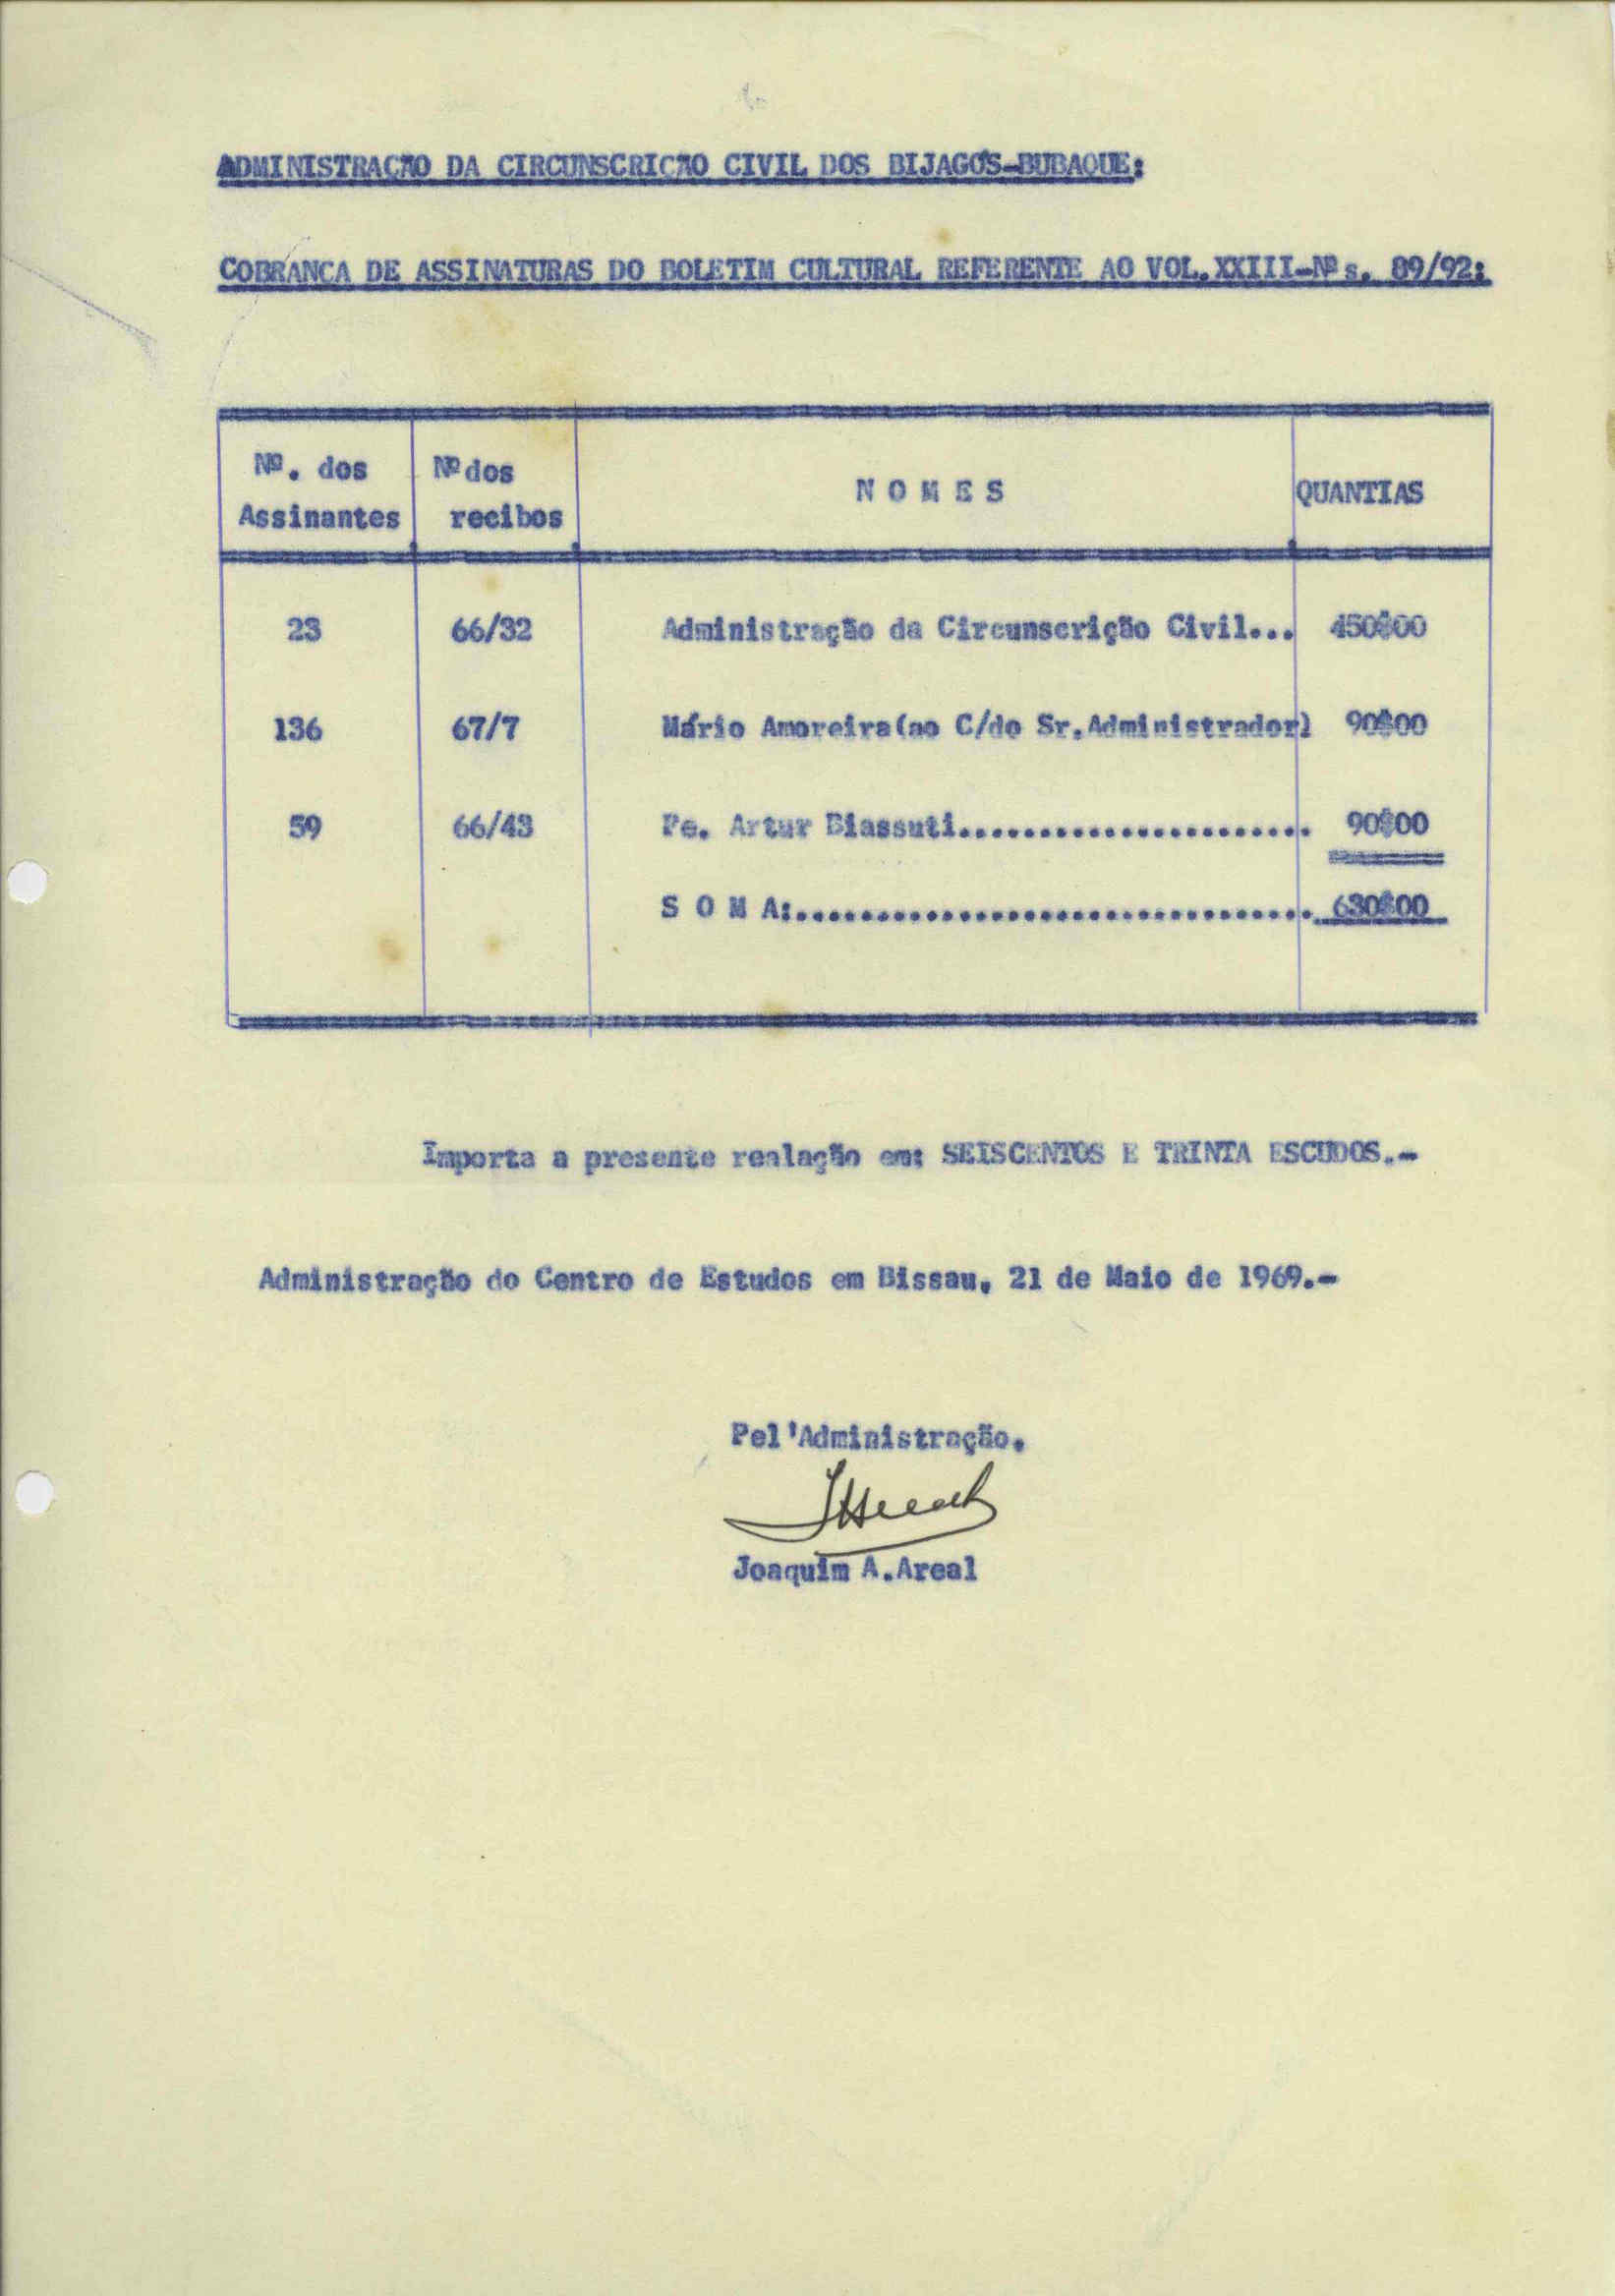 ADMINISTRAÇÃO DA CIRCUNSCRIÇÃO CIVIL DOS BIJAGÓS-BUBAQUE:
COBRANÇA DE ASSINATURAS DO BOLETIM CULTURAL REFERENTE AO VOL.XXIII-Nºs. 89/92:
Nº. dos Assinantes Nº dos recibos N O M E S QUANTIAS
23 66/32 Administração da Circunscrição Civil... 450$00
136 67/7 Mário Amoreira(ao C/do Sr.Administrador) 90$00
59 66/43 Pe. Artur Biassuti...................... 90$00
S O M A:................................ 630$00
Importa a presente realação em: SEISCENTOS E TRINTA ESCUDOS.-
Administração do Centro de Estudos em Bissau, 21 de Maio de 1969.-
Pel'Administração,
Joaquim A.Areal